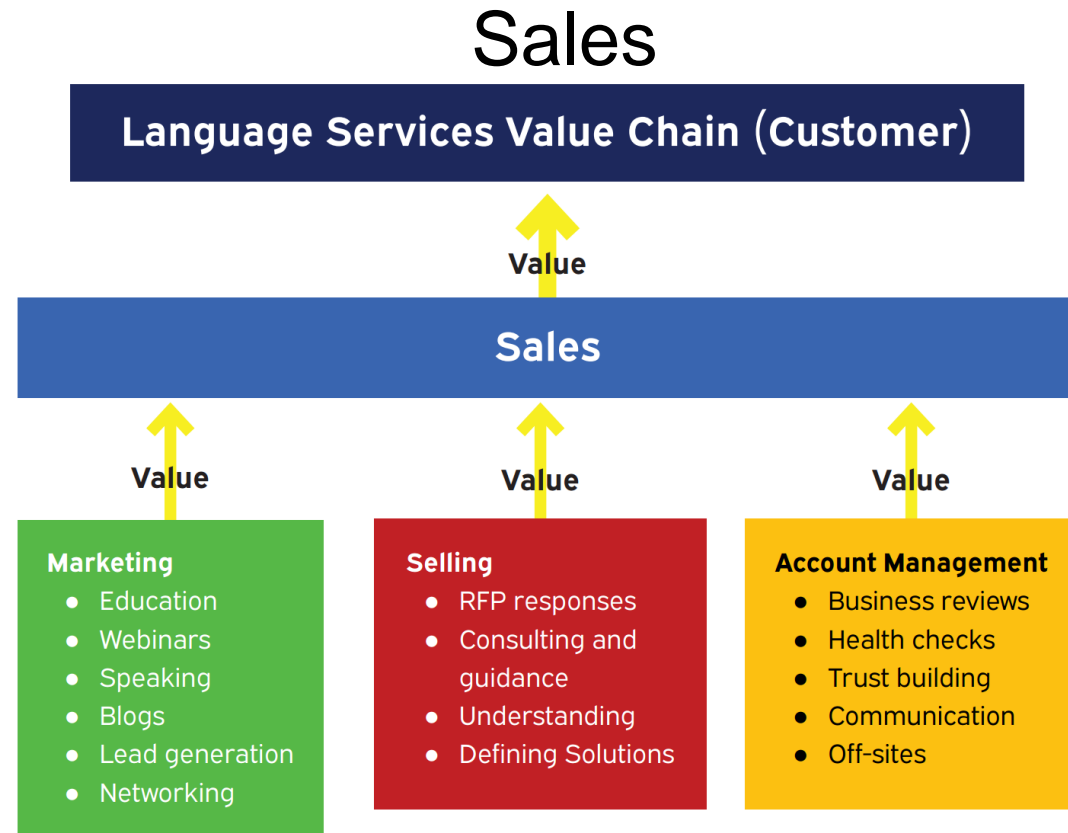 Sales
Language Services Value Chain (Customer)
Value
Sales
Value
Value
Value
Marketing
● Education
● Webinars
● Speaking
● Blogs
● Lead generation
● Networking
Selling
● RFP responses
● Consulting and
guidance
● Understanding
● Defining Solutions
Account Management
● Business reviews
● Health checks
● Trust building
● Communication
● Off-sites